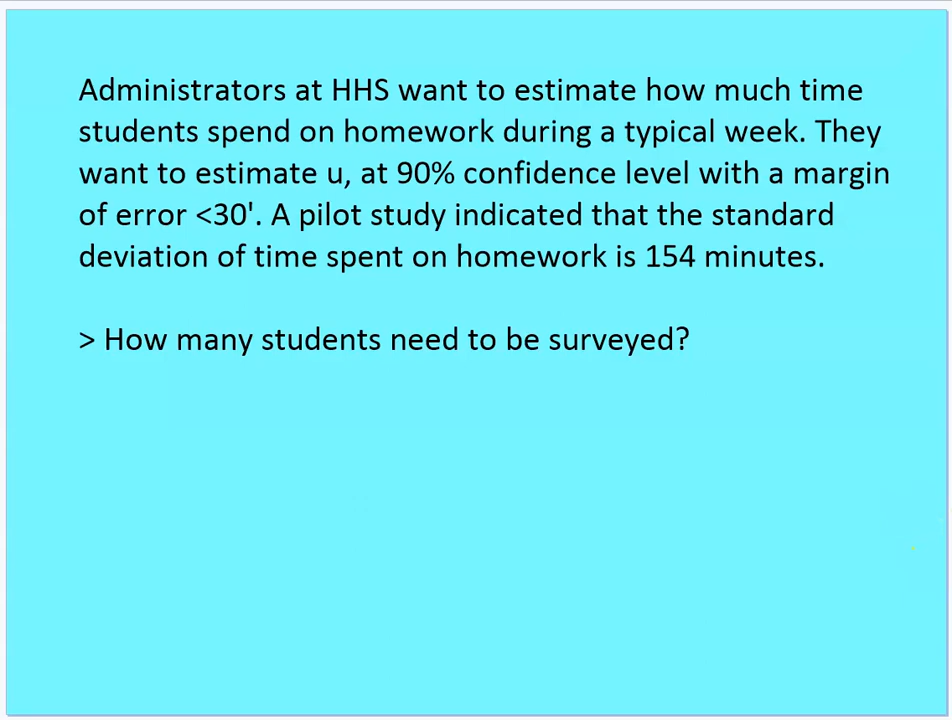 Administrators at HHS want to estimate how much time
students spend on homework during a typical week. They
want to estimate u, at 90% confidence level with a margin
of error <30'. A pilot study indicated that the standard
deviation of time spent on homework is 154 minutes.
> How many students need to be surveyed?